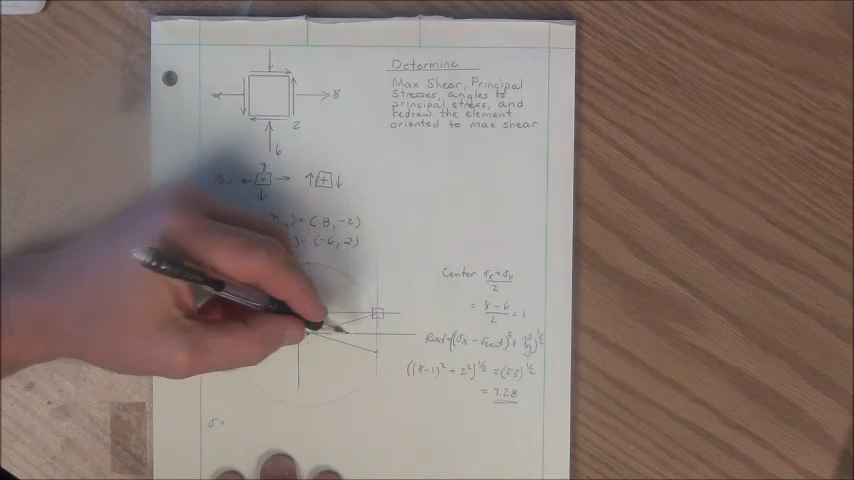 Determine
Max Shear, Principal
Stresses, angles to
principal stress, and
redraw the element
oriented to max shear
8
2
6
) = (8, -2)
) = (-6, 2)
Center σx+σy
2
= 8-6
2 = 1
Rad = ((σx - σcent)² + τ²xy)^½
((8-1)² + 2²)^½ = (53)^½
= 7.28
σ =